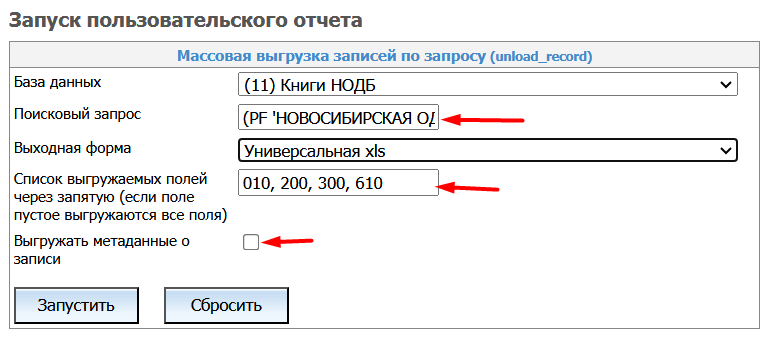 Запуск пользовательского отчета
Массовая выгрузка записей по запросу (unload_record)
База данных
(11) Книги НОДБ
Поисковый запрос
(PF 'НОВОСИБИРСКАЯ ОД
Выходная форма
Универсальная xls
Список выгружаемых полей
через запятую (если поле
пустое выгружаются все поля)
010, 200, 300, 610
Выгружать метаданные о
записи
Запустить
Сбросить